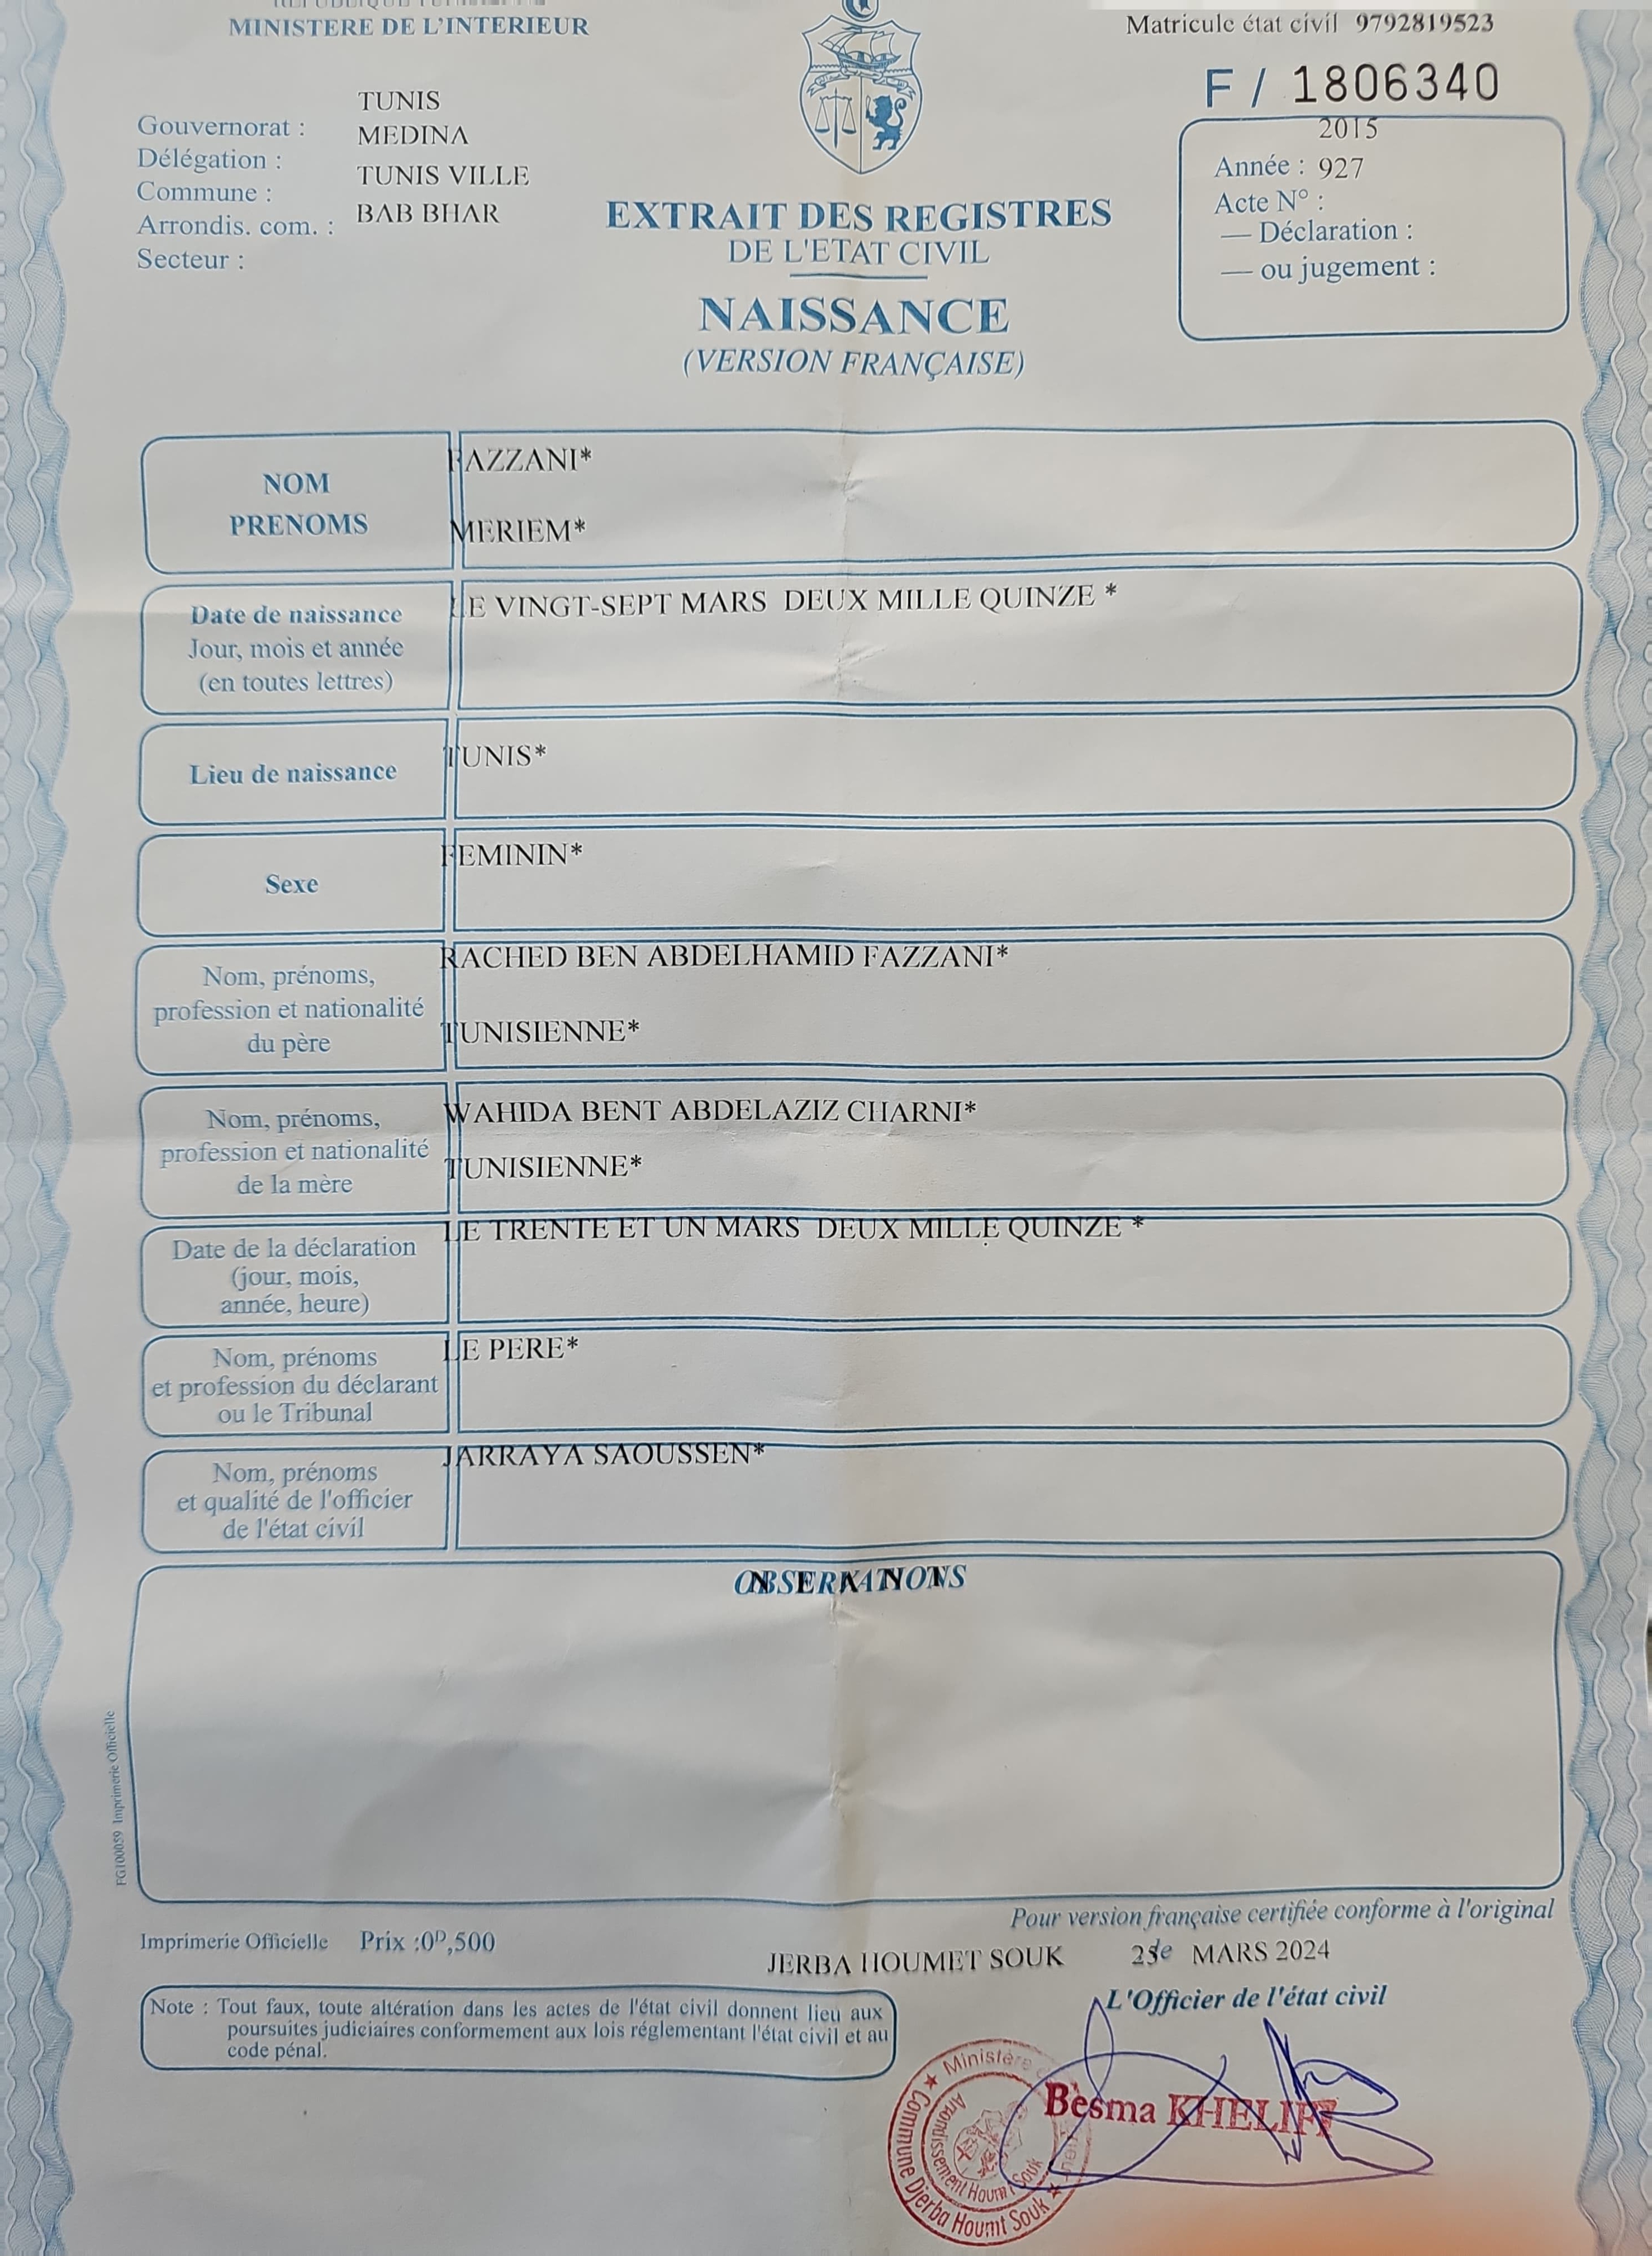 MINISTERE DE L'INTERIEUR
Matricule état civil 9792819523
F / 1806340
TUNIS
Gouvernorat :
MEDINA
Délégation :
TUNIS VILLE
Commune :
BAB BHAR
Arrondis. com. :
Secteur :
2015
Année : 927
Acte N° :
— Déclaration :
— ou jugement :
EXTRAIT DES REGISTRES
DE L'ETAT CIVIL
NAISSANCE
(VERSION FRANÇAISE)
NOM
FAZZANI*
PRENOMS
MERIEM*
Date de naissance
Jour, mois et année
(en toutes lettres)
LE VINGT-SEPT MARS DEUX MILLE QUINZE *
Lieu de naissance
TUNIS*
Sexe
FEMININ*
Nom, prénoms,
profession et nationalité
du père
RACHED BEN ABDELHAMID FAZZANI*
TUNISIENNE*
Nom, prénoms,
profession et nationalité
de la mère
WAHIDA BENT ABDELAZIZ CHARNI*
TUNISIENNE*
Date de la déclaration
(jour, mois,
année, heure)
LE TRENTE ET UN MARS DEUX MILLE QUINZE *
Nom, prénoms
et profession du déclarant
ou le Tribunal
LE PERE*
Nom, prénoms
et qualité de l'officier
de l'état civil
JARRAYA SAOUSSEN*
OBSERVATIONS
N E A N T
FG100059 Imprimerie Officielle
Pour version française certifiée conforme à l'original
Imprimerie Officielle Prix :0ᴰ,500
JERBA HOUMET SOUK le MARS 2024
L'Officier de l'état civil
Note : Tout faux, toute altération dans les actes de l'état civil donnent lieu aux
poursuites judiciaires conformement aux lois réglementant l'état civil et au
code pénal.
Besma KHELIFI
Ministère
Commune Djerba Houmt Souk
Arrondissement Houmt Souk